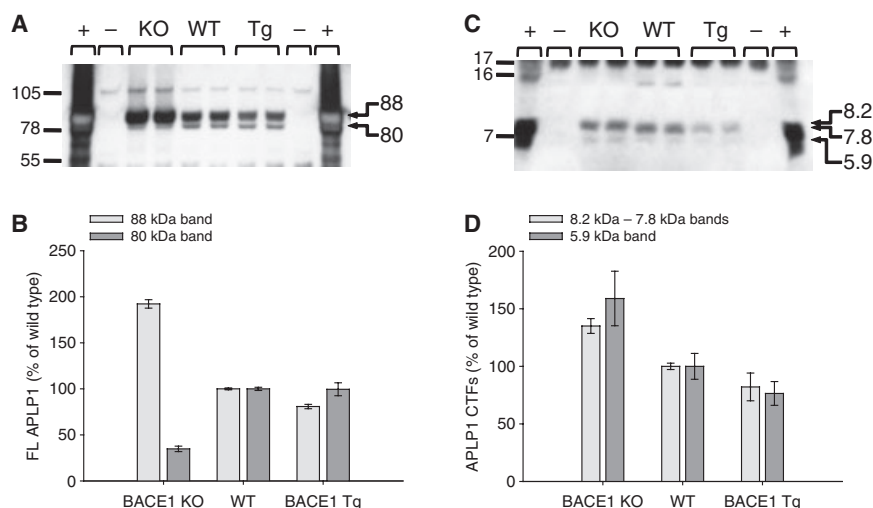 A
+ − KO WT Tg − +
105
78
55
88
80
B
88 kDa band
80 kDa band
FL APLP1 (% of wild type)
250
200
150
100
50
0
BACE1 KO WT BACE1 Tg
C
+ − KO WT Tg − +
17
16
7
8.2
7.8
5.9
D
8.2 kDa – 7.8 kDa bands
5.9 kDa band
APLP1 CTFs (% of wild type)
200
150
100
50
0
BACE1 KO WT BACE1 Tg